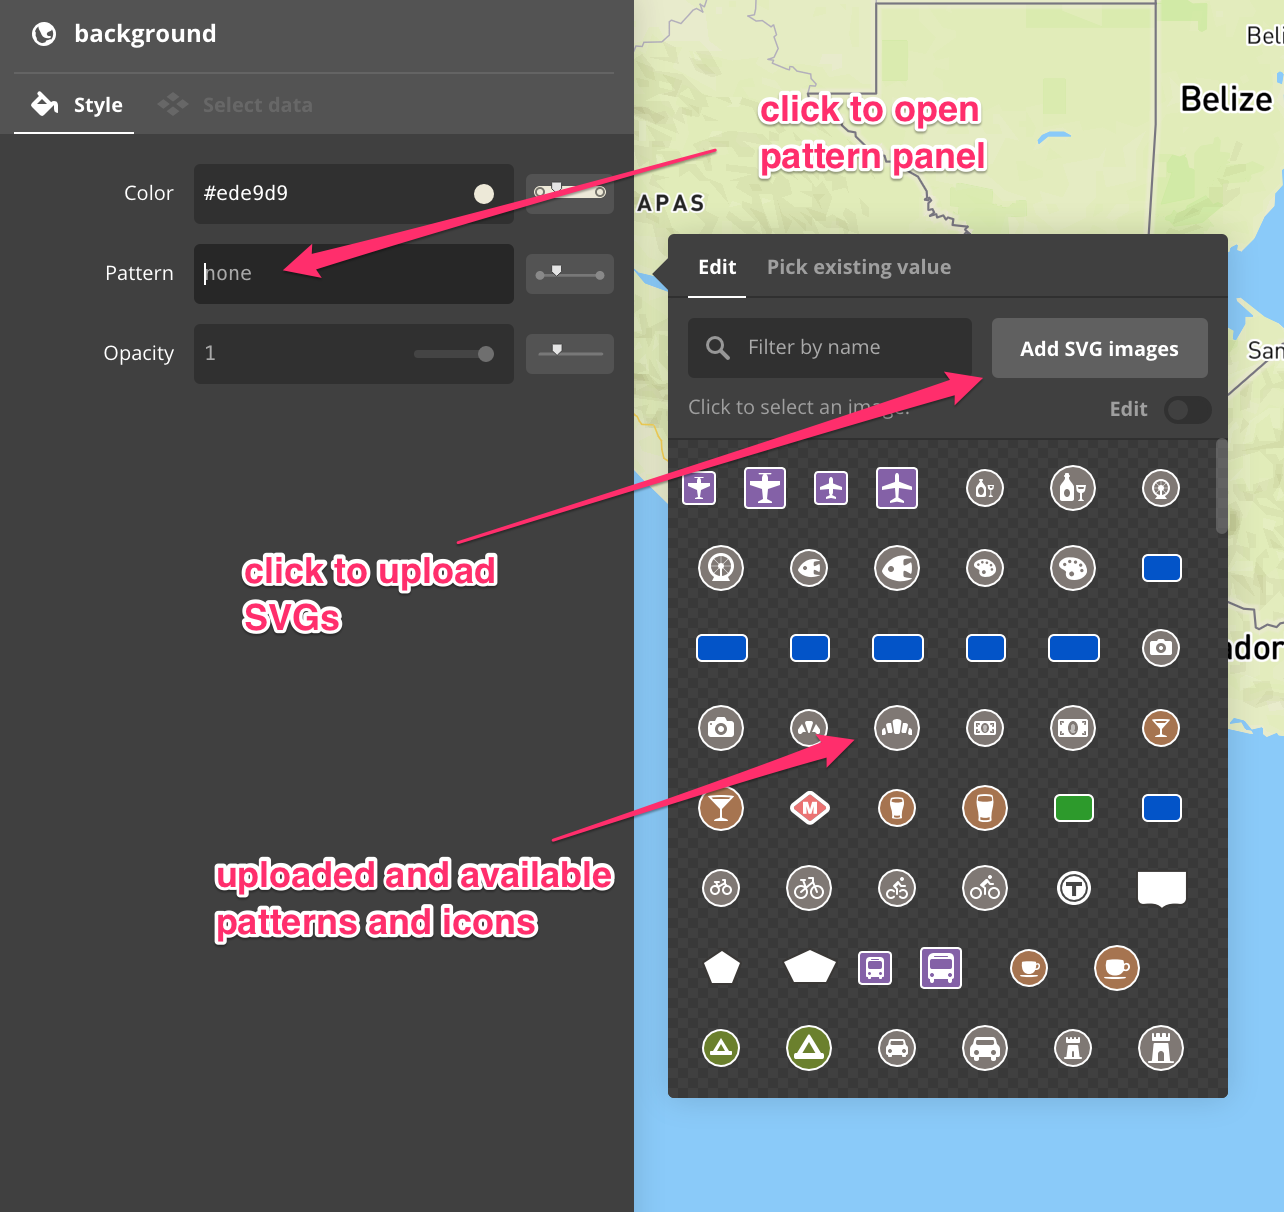 background
Style
Select data
Color
#ede9d9
Pattern
none
Opacity
1
click to open
pattern panel
Beli
Belize
APAS
Edit
Pick existing value
Filter by name
Add SVG images
Click to select an image.
Edit
San
click to upload
SVGs
dor
M
T
uploaded and available
patterns and icons